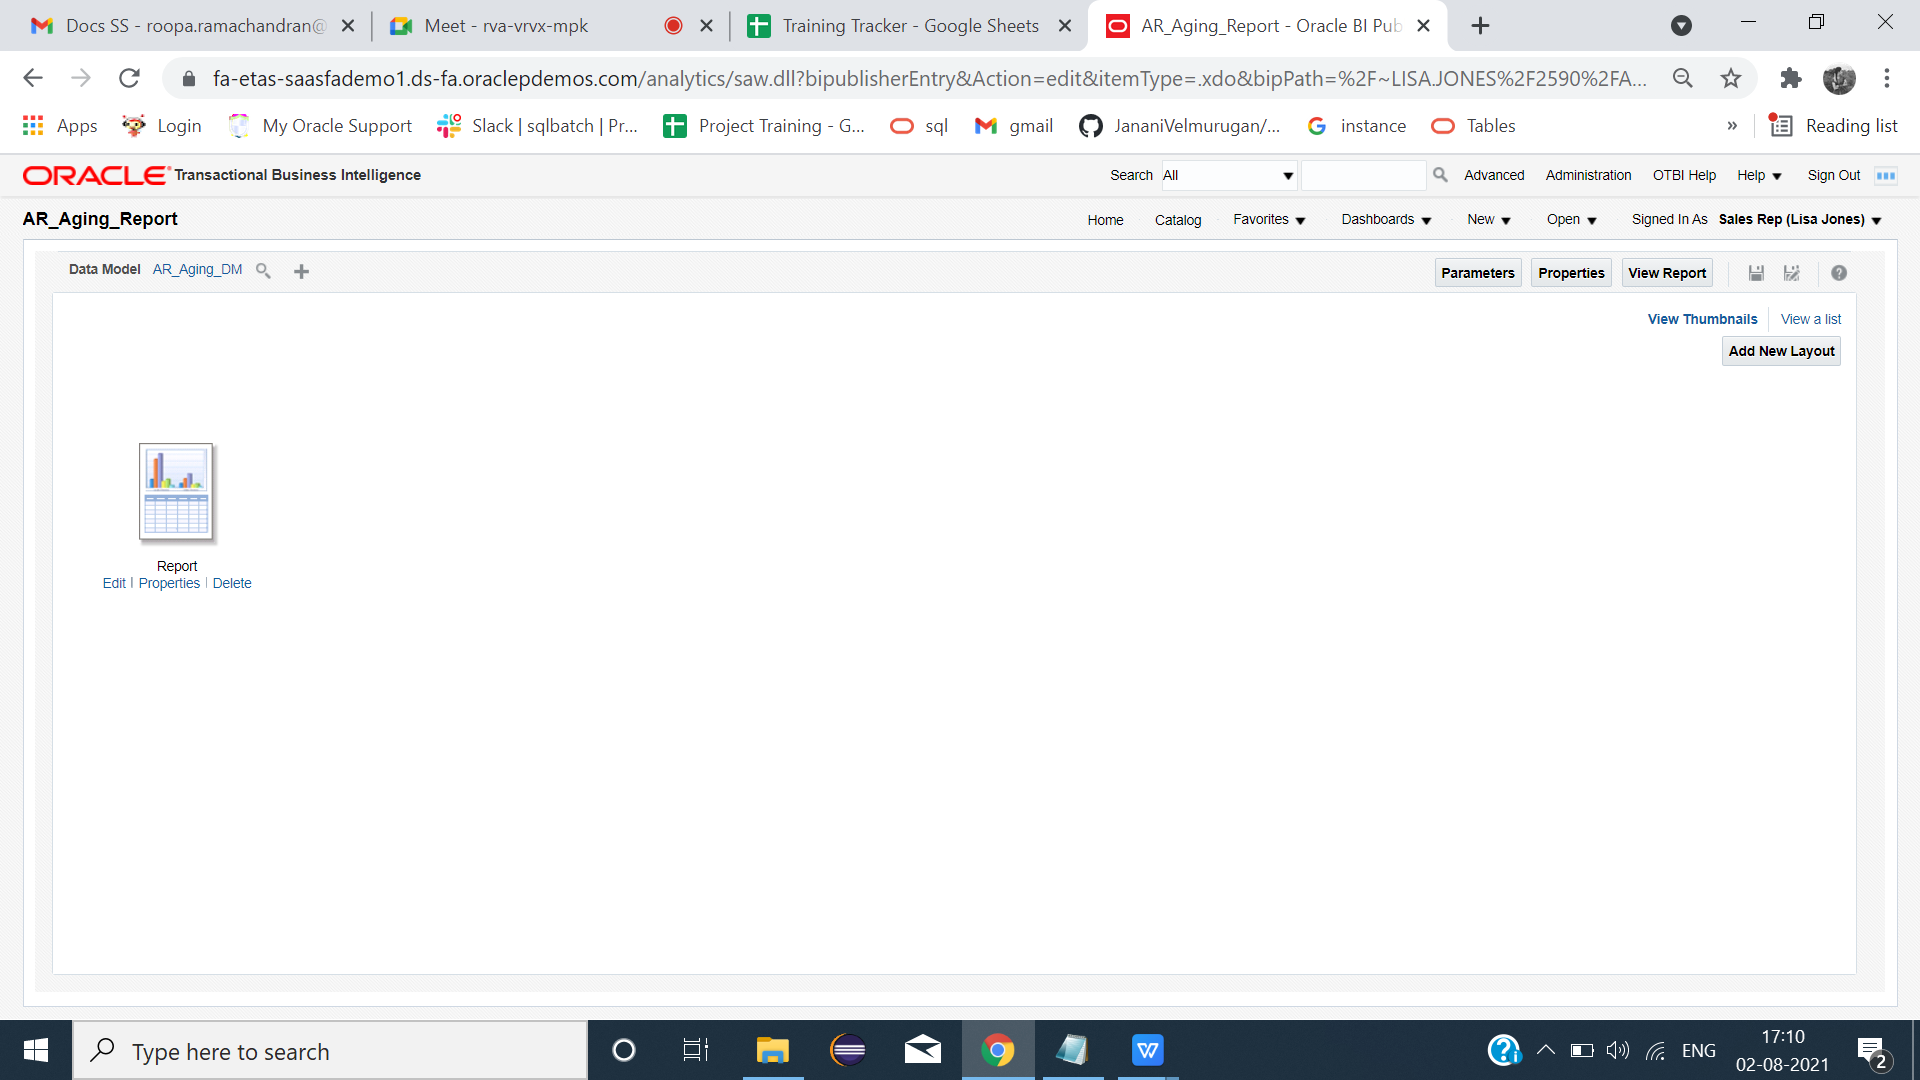 Docs SS - roopa.ramachandran@
Meet - rva-vrvx-mpk
Training Tracker - Google Sheets
AR_Aging_Report - Oracle BI Pub
fa-etas-saasfademo1.ds-fa.oraclepdemos.com/analytics/saw.dll?bipublisherEntry&Action=edit&itemType=.xdo&bipPath=%2F~LISA.JONES%2F2590%2FA...
Apps Login My Oracle Support Slack | sqlbatch | Pr... Project Training - G... sql gmail JananiVelmurugan/... instance Tables » Reading list
ORACLE Transactional Business Intelligence
Search All Advanced Administration OTBI Help Help Sign Out
AR_Aging_Report
Home Catalog Favorites Dashboards New Open Signed In As Sales Rep (Lisa Jones)
Data Model AR_Aging_DM
Parameters Properties View Report
View Thumbnails View a list
Add New Layout
Report
Edit | Properties | Delete
Type here to search
ENG
17:10
02-08-2021
2